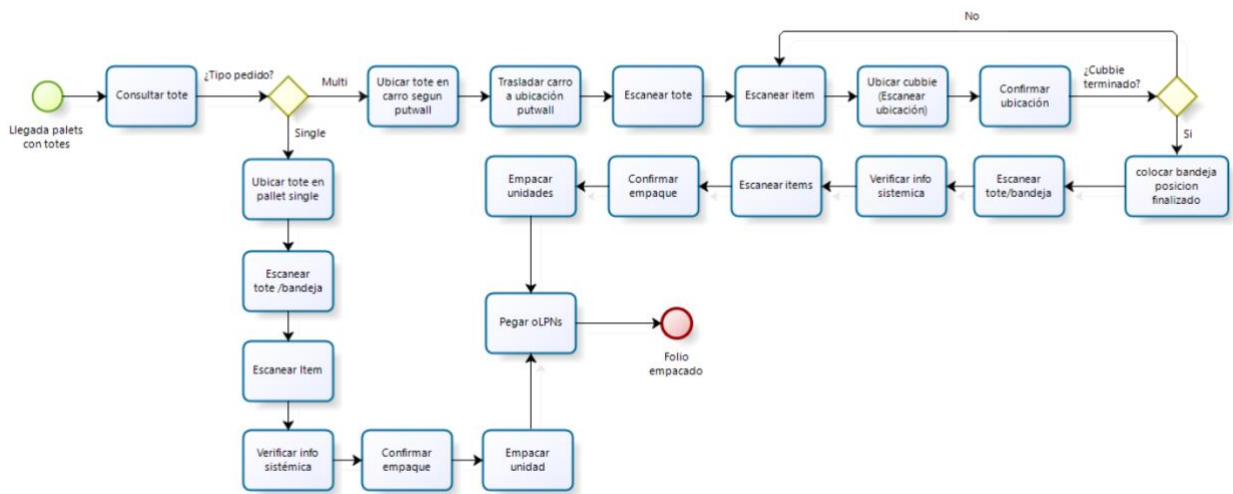 No
¿Tipo pedido?
Multi
Consultar tote
Ubicar tote en
carro segun
putwall
Trasladar carro
a ubicación
putwall
Escanear tote
Escanear item
Ubicar cubbie
(Escanear
ubicación)
Confirmar
ubicación
¿Cubbie
terminado?
Llegada palets
con totes
Single
Si
Ubicar tote en
pallet single
Empacar
unidades
Confirmar
empaque
Escanear items
Verificar info
sistemica
Escanear
tote/bandeja
colocar bandeja
posicion
finalizado
Escanear
tote /bandeja
Pegar oLPNs
Folio
empacado
Escanear Item
Verificar info
sistémica
Confirmar
empaque
Empacar
unidad